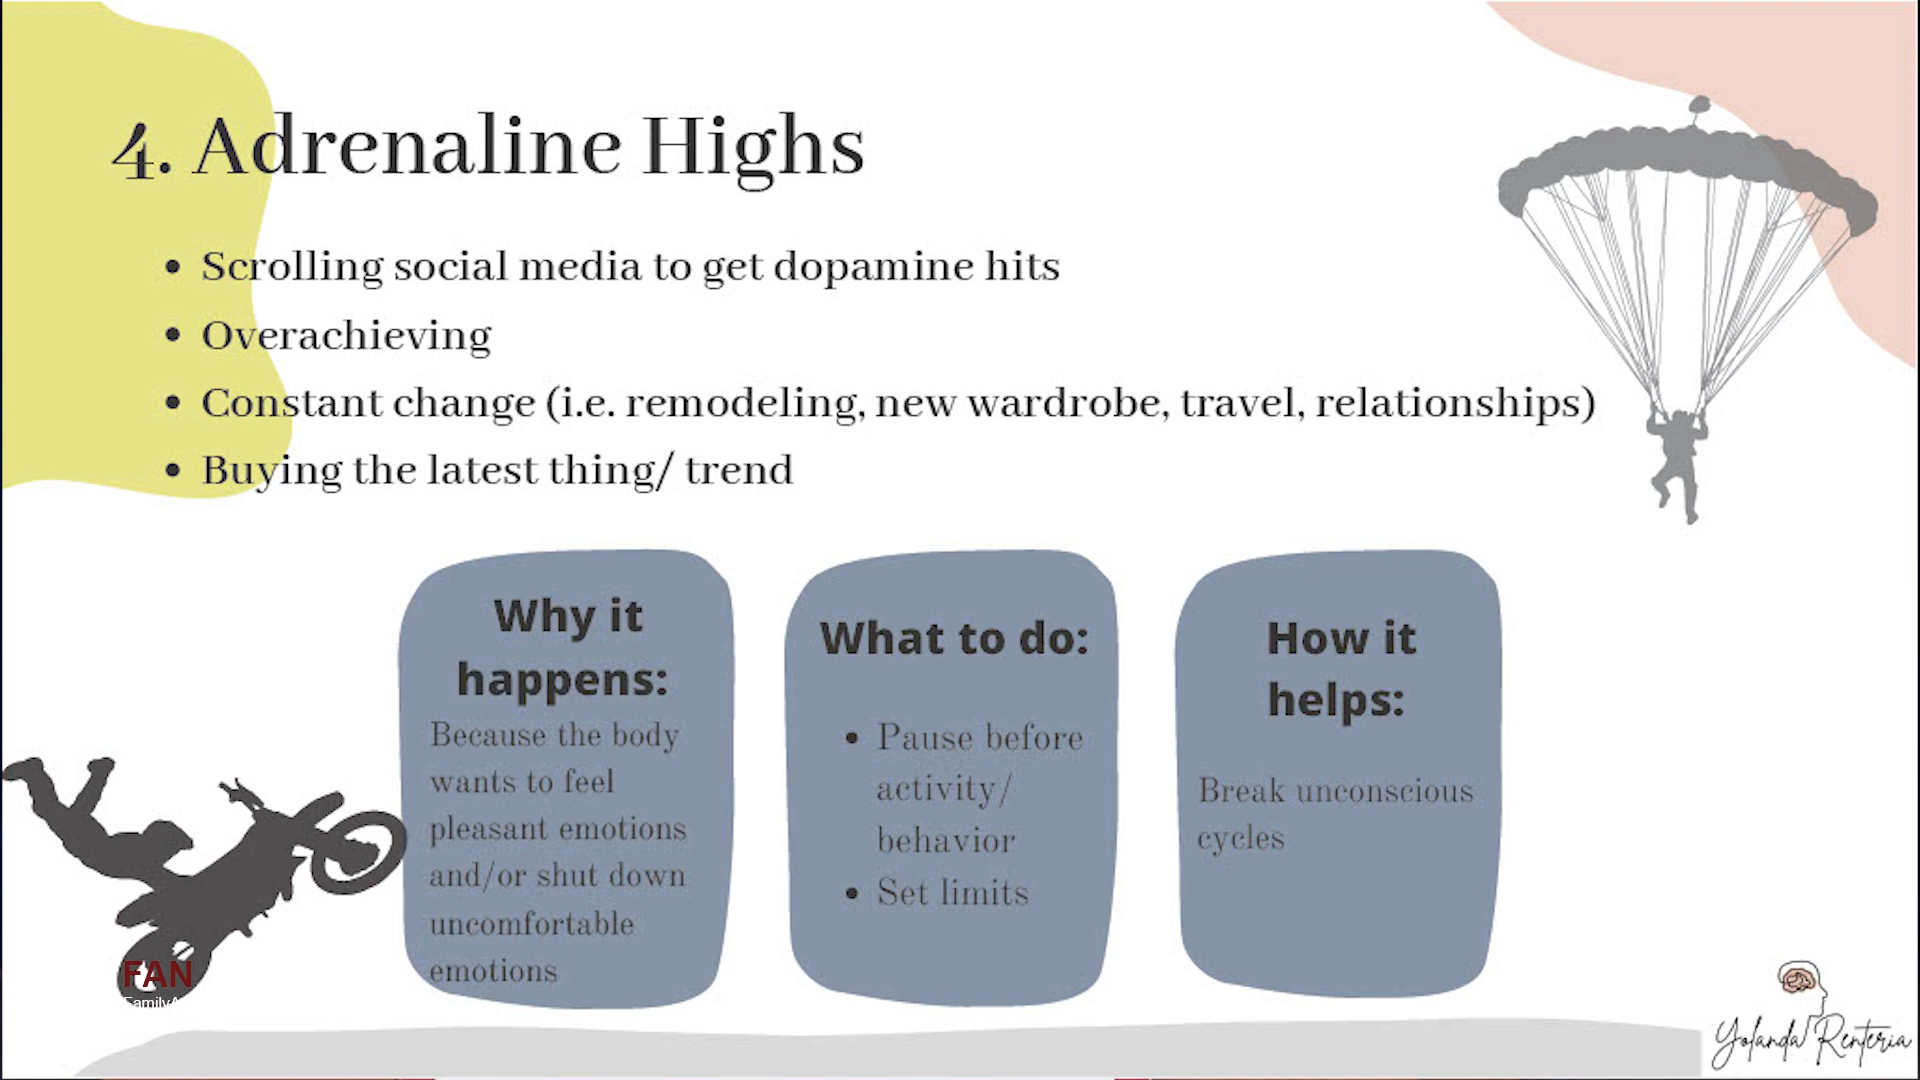 4. Adrenaline Highs
• Scrolling social media to get dopamine hits
• Overachieving
• Constant change (i.e. remodeling, new wardrobe, travel, relationships)
• Buying the latest thing/ trend
Why it
happens:
Because the body
wants to feel
pleasant emotions
and/or shut down
uncomfortable
emotions
What to do:
• Pause before
activity/
behavior
• Set limits
How it
helps:
Break unconscious
cycles
FAN
Yolanda Renteria